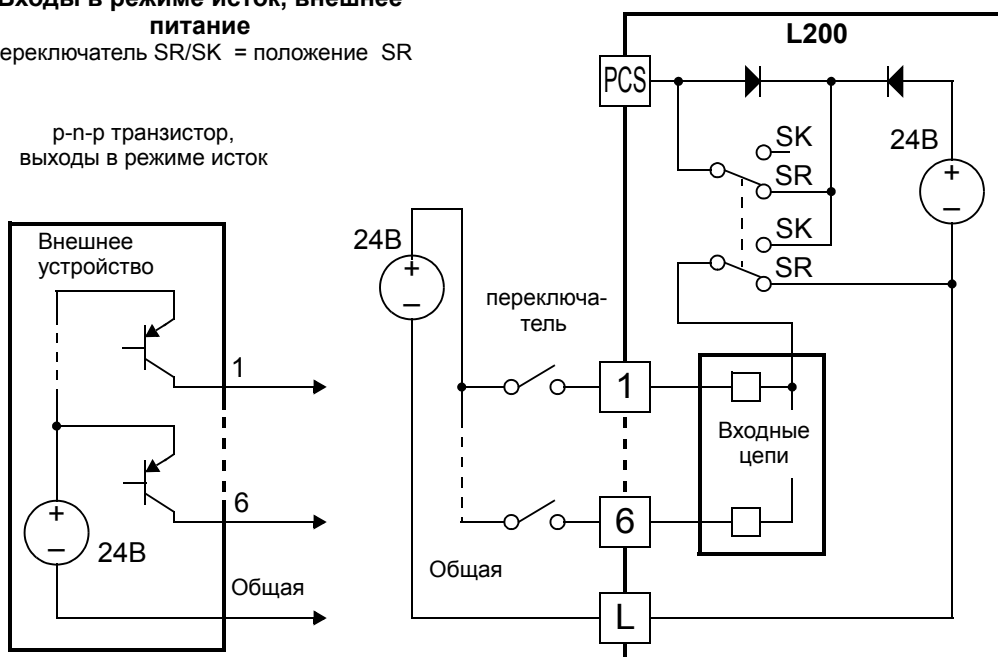 Входы в режиме исток, внешнее
питание
ереключатель SR/SK = положение SR
p-n-p транзистор,
выходы в режиме исток
Внешнее
устройство
1
6
+
–
24В
Общая
24В
+
–
переключа-
тель
Общая
L200
PCS
SK
SR
SK
SR
24В
+
–
1
Входные
цепи
6
L